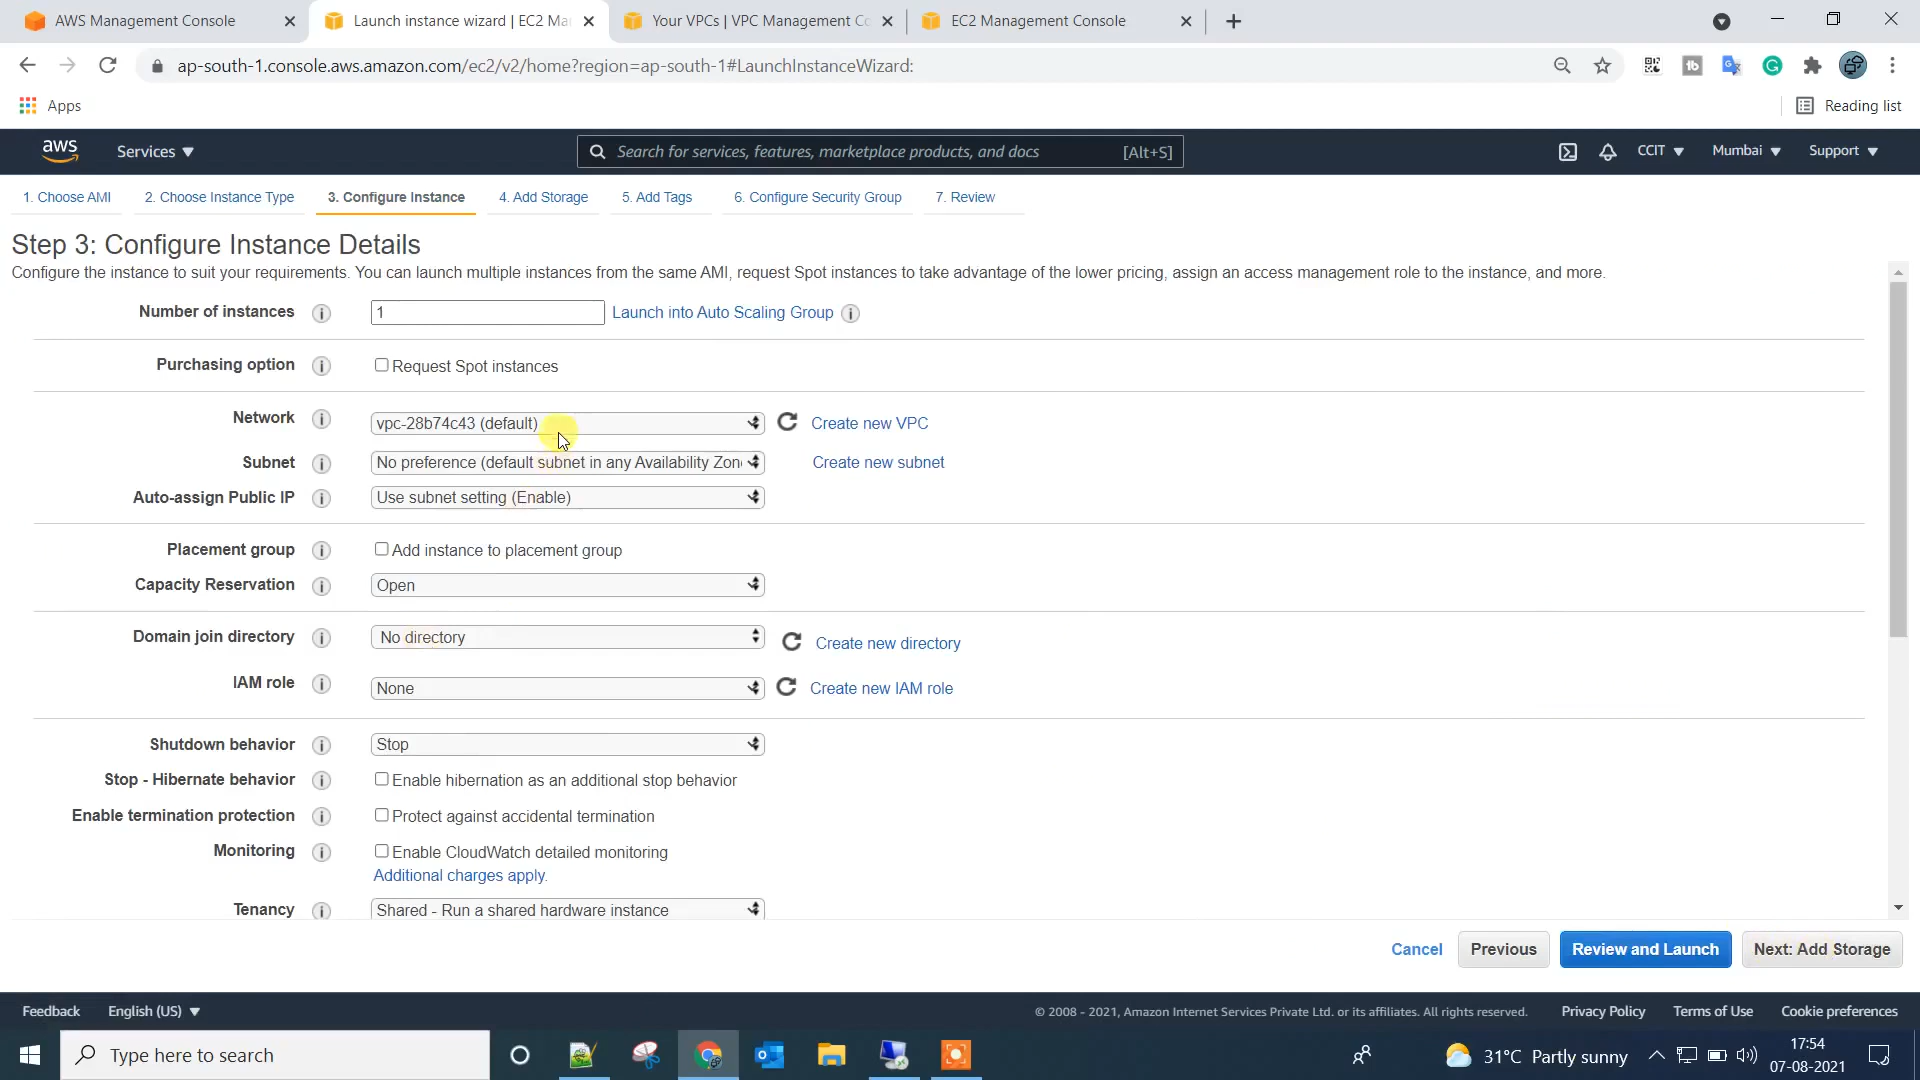 AWS Management Console
Launch instance wizard | EC2 Ma
Your VPCs | VPC Management Co
EC2 Management Console
ap-south-1.console.aws.amazon.com/ec2/v2/home?region=ap-south-1#LaunchInstanceWizard:
Apps
Reading list
aws
Services
Search for services, features, marketplace products, and docs
[Alt+S]
CCIT
Mumbai
Support
1. Choose AMI
2. Choose Instance Type
3. Configure Instance
4. Add Storage
5. Add Tags
6. Configure Security Group
7. Review
Step 3: Configure Instance Details
Configure the instance to suit your requirements. You can launch multiple instances from the same AMI, request Spot instances to take advantage of the lower pricing, assign an access management role to the instance, and more.
Number of instances
1
Launch into Auto Scaling Group
Purchasing option
Request Spot instances
Network
vpc-28b74c43 (default)
Create new VPC
Subnet
No preference (default subnet in any Availability Zon
Create new subnet
Auto-assign Public IP
Use subnet setting (Enable)
Placement group
Add instance to placement group
Capacity Reservation
Open
Domain join directory
No directory
Create new directory
IAM role
None
Create new IAM role
Shutdown behavior
Stop
Stop - Hibernate behavior
Enable hibernation as an additional stop behavior
Enable termination protection
Protect against accidental termination
Monitoring
Enable CloudWatch detailed monitoring
Additional charges apply.
Tenancy
Shared - Run a shared hardware instance
Cancel
Previous
Review and Launch
Next: Add Storage
Feedback
English (US)
© 2008 - 2021, Amazon Internet Services Private Ltd. or its affiliates. All rights reserved.
Privacy Policy
Terms of Use
Cookie preferences
Type here to search
31°C Partly sunny
17:54
07-08-2021